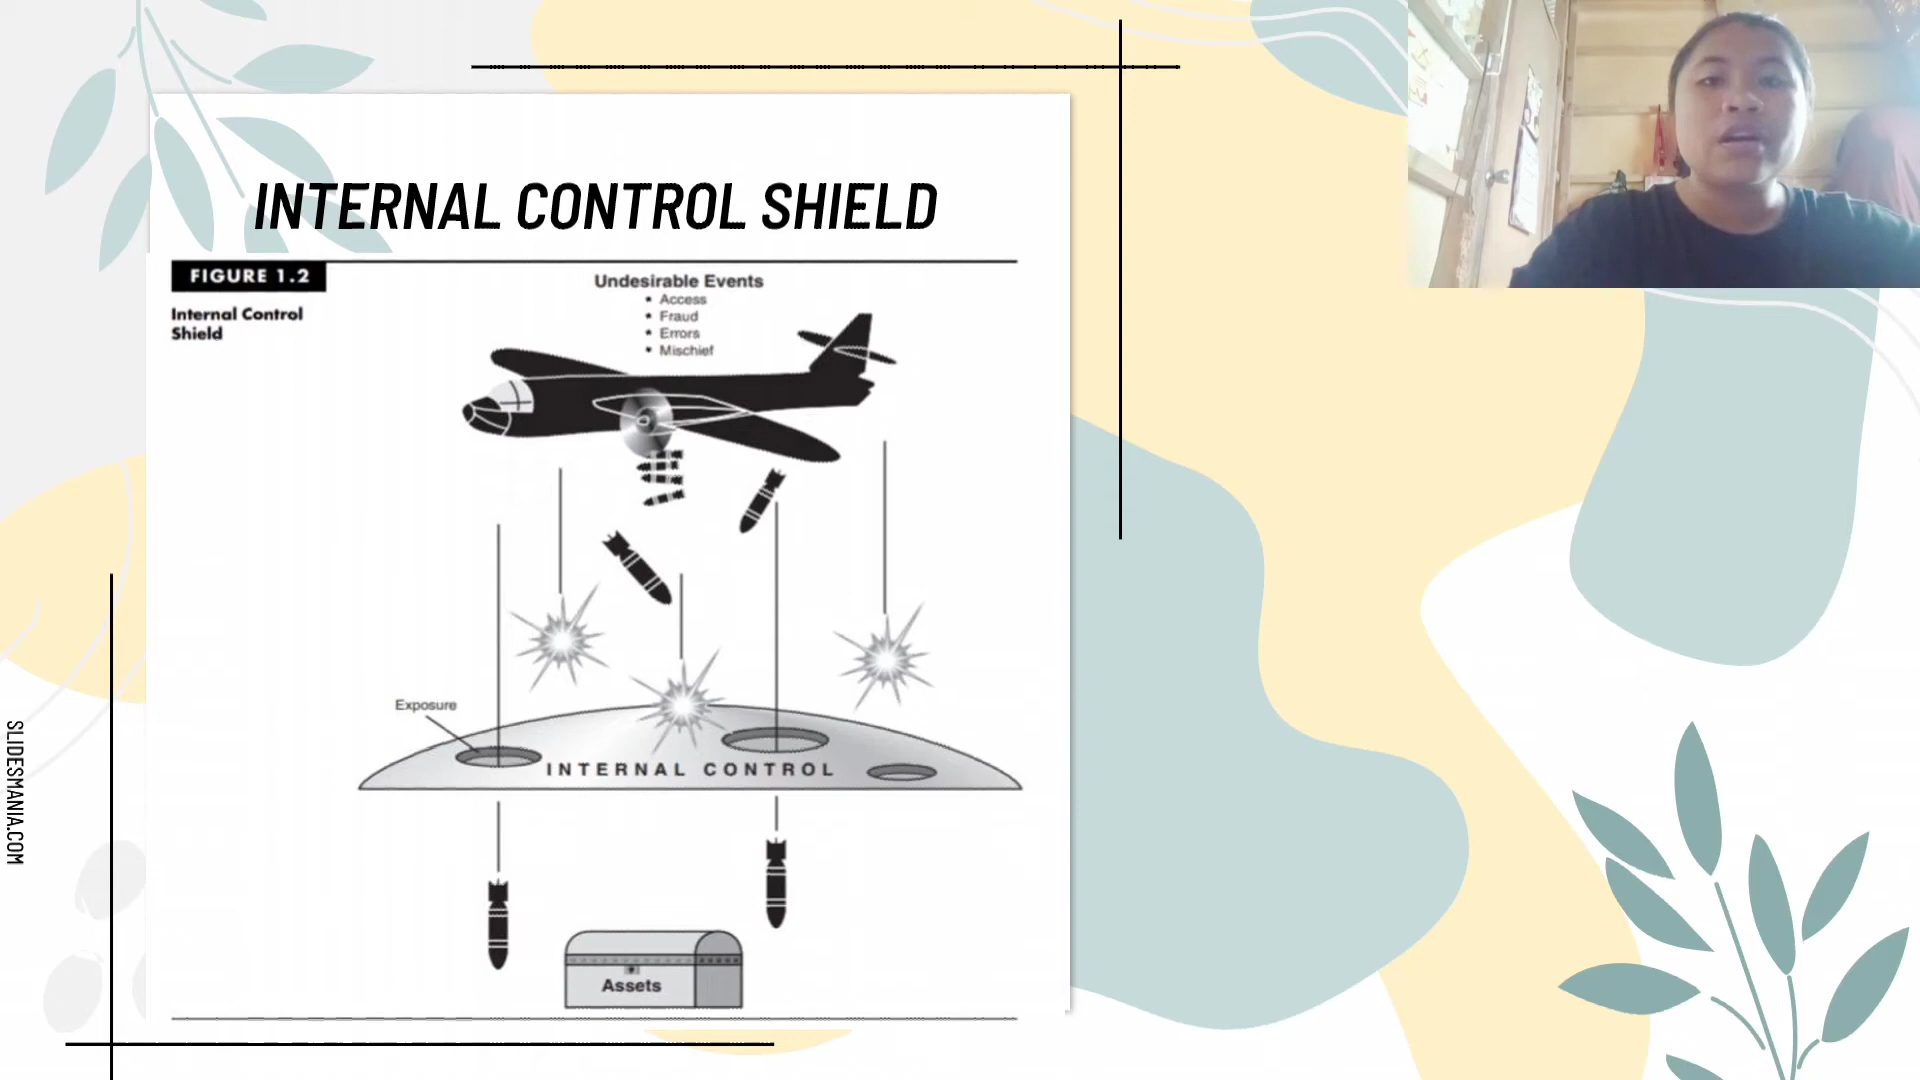 INTERNAL CONTROL SHIELD
FIGURE 1.2
Internal Control
Shield
Undesirable Events
• Access
• Fraud
• Errors
• Mischief
Exposure
INTERNAL CONTROL
Assets
SLIDESMANIA.COM